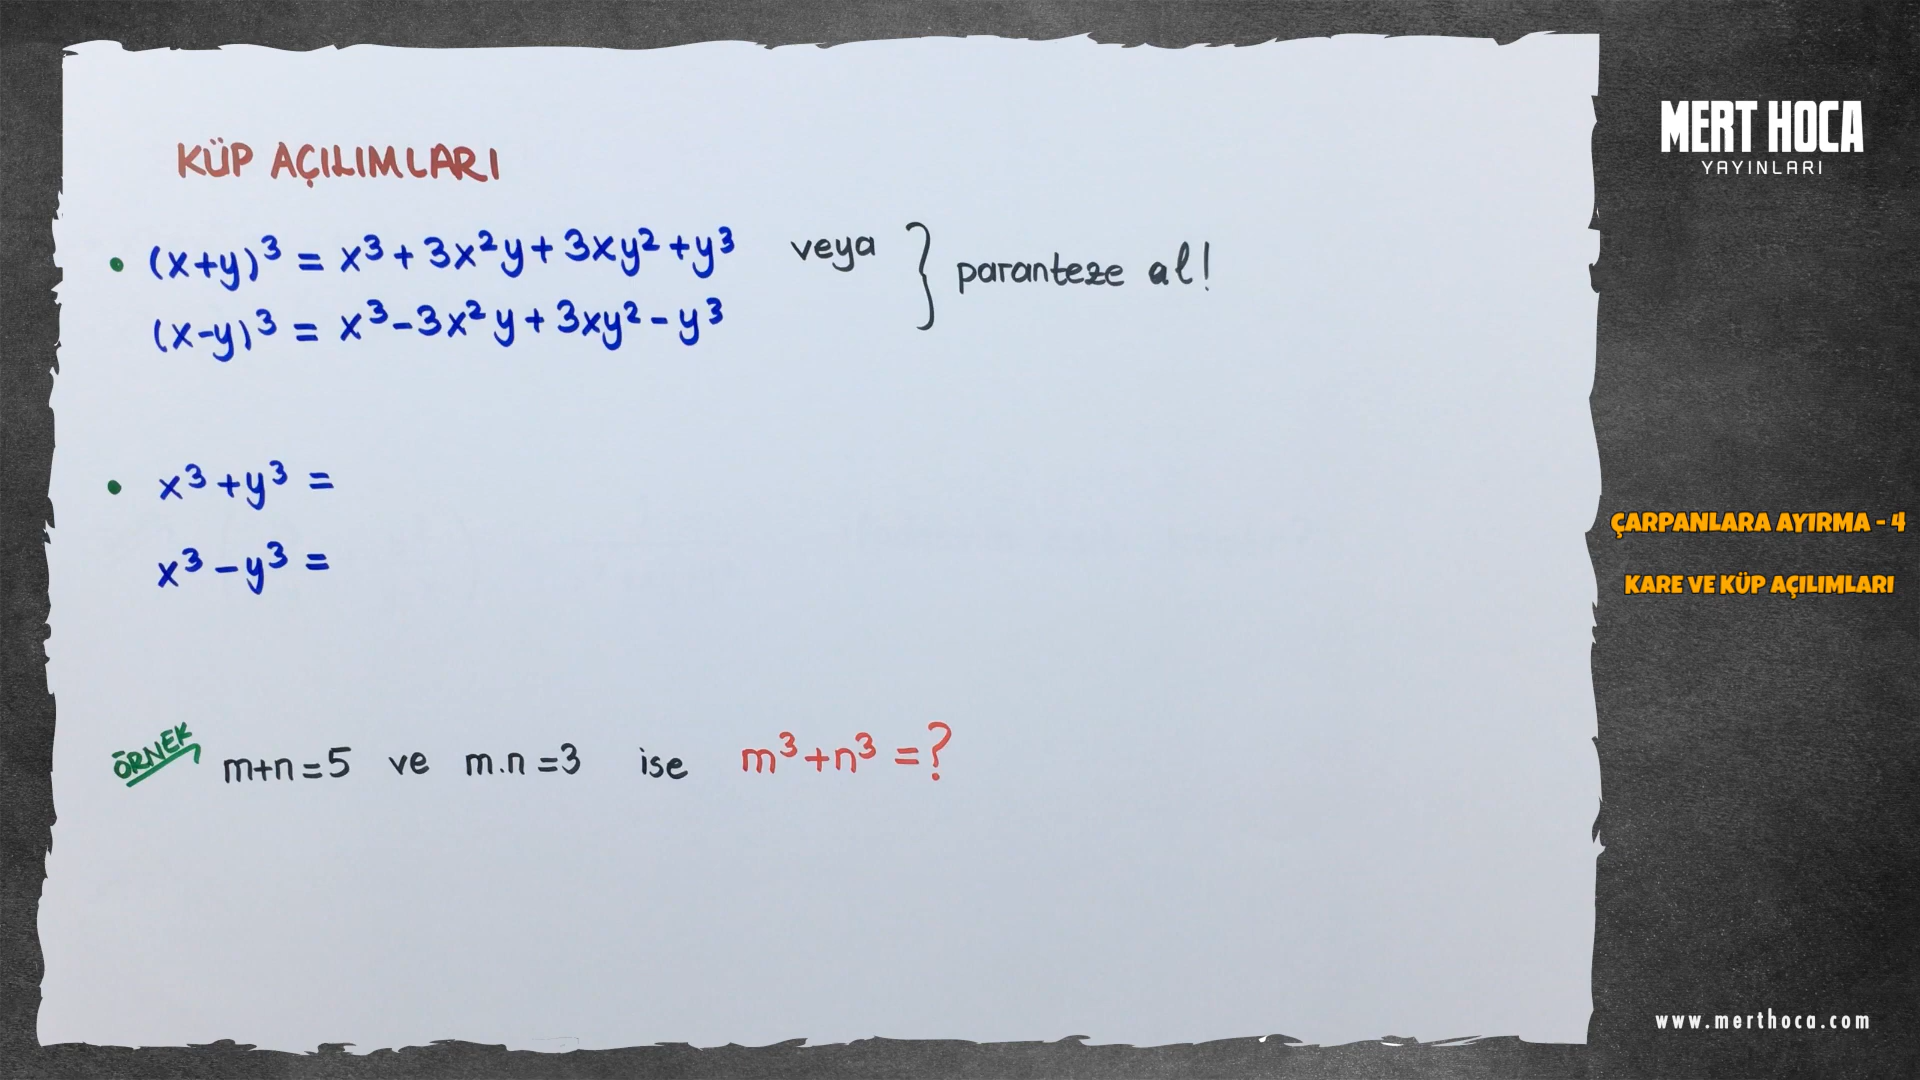 MERT HOCA
YAYINLARI
KÜP AÇILIMLARI
• (x+y)³ = x³ + 3x²y + 3xy² + y³ veya } paranteze al!
(x-y)³ = x³ - 3x²y + 3xy² - y³
• x³ + y³ =
x³ - y³ =
ÇARPANLARA AYIRMA - 4
KARE VE KÜP AÇILIMLARI
ÖRNEK m+n = 5 ve m.n = 3 ise m³ + n³ = ?
www.merthoca.com